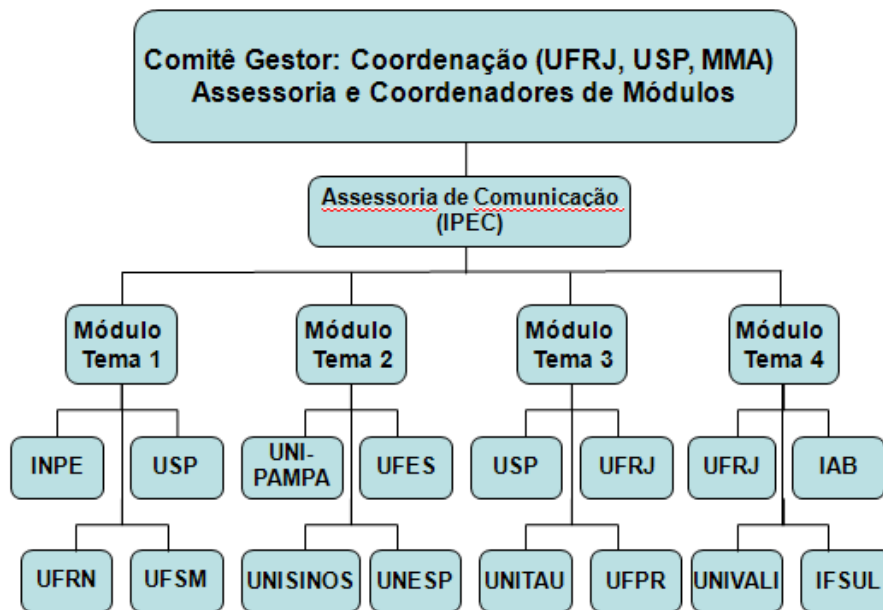 Comitê Gestor: Coordenação (UFRJ, USP, MMA)
Assessoria e Coordenadores de Módulos
Assessoria de Comunicação
(IPEC)
Módulo
Tema 1
Módulo
Tema 2
Módulo
Tema 3
Módulo
Tema 4
INPE
USP
UNI-
PAMPA
UFES
USP
UFRJ
UFRJ
IAB
UFRN
UFSM
UNISINOS
UNESP
UNITAU
UFPR
UNIVALI
IFSUL